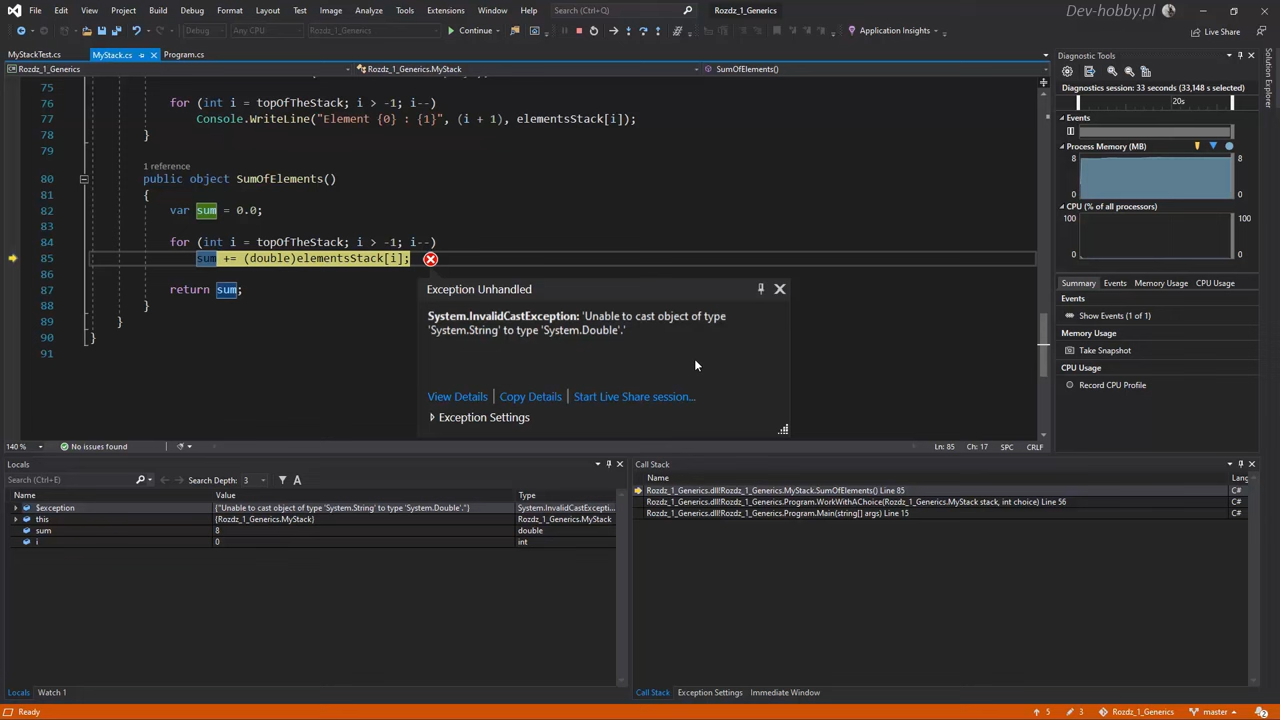 File Edit View Project Build Debug Test Analyze Tools Extensions Window Help Search (Ctrl+Q) Rozdz_1_Generics Dev-hobby.pl
Debug Any CPU Rozdz_1_Generics Continue Application Insights Live Share
MyStackTest.cs MyStack.cs Program.cs
Rozdz_1_Generics Rozdz_1_Generics.MyStack SumOfElements()
75
76 for (int i = topOfTheStack; i > -1; i--)
77 Console.WriteLine("Element {0} : {1}", (i + 1), elementsStack[i]);
78 }
79
1 reference
80 public object SumOfElements()
81 {
82 var sum = 0.0;
83
84 for (int i = topOfTheStack; i > -1; i--)
85 sum += (double)elementsStack[i];
86
87 return sum;
88 }
89 }
90 }
91
Exception Unhandled
System.InvalidCastException: 'Unable to cast object of type
'System.String' to type 'System.Double'.'
View Details | Copy Details | Start Live Share session...
Exception Settings
140 % No issues found Ln: 85 Ch: 17 SPC CRLF
Diagnostic Tools
Diagnostics session: 33 seconds (33,148 s selected)
20s
Events
Process Memory (MB)
8 8
0 0
CPU (% of all processors)
100 100
0 0
Summary Events Memory Usage CPU Usage
Events
Show Events (1 of 1)
Memory Usage
Take Snapshot
CPU Usage
Record CPU Profile
Solution Explorer
Locals
Search (Ctrl+E) Search Depth: 3
Name Value Type
$exception {"Unable to cast object of type 'System.String' to type 'System.Double'."} System.InvalidCastExcepti...
this {Rozdz_1_Generics.MyStack} Rozdz_1_Generics.MyStack
sum 8 double
i 0 int
Locals Watch 1
Call Stack
Name Lang
Rozdz_1_Generics.dll!Rozdz_1_Generics.MyStack.SumOfElements() Line 85 C#
Rozdz_1_Generics.dll!Rozdz_1_Generics.Program.WorkWithAChoice(Rozdz_1_Generics.MyStack stack, int choice) Line 56 C#
Rozdz_1_Generics.dll!Rozdz_1_Generics.Program.Main(string[] args) Line 15 C#
Call Stack Exception Settings Immediate Window
Ready 5 3 Rozdz_1_Generics master 2